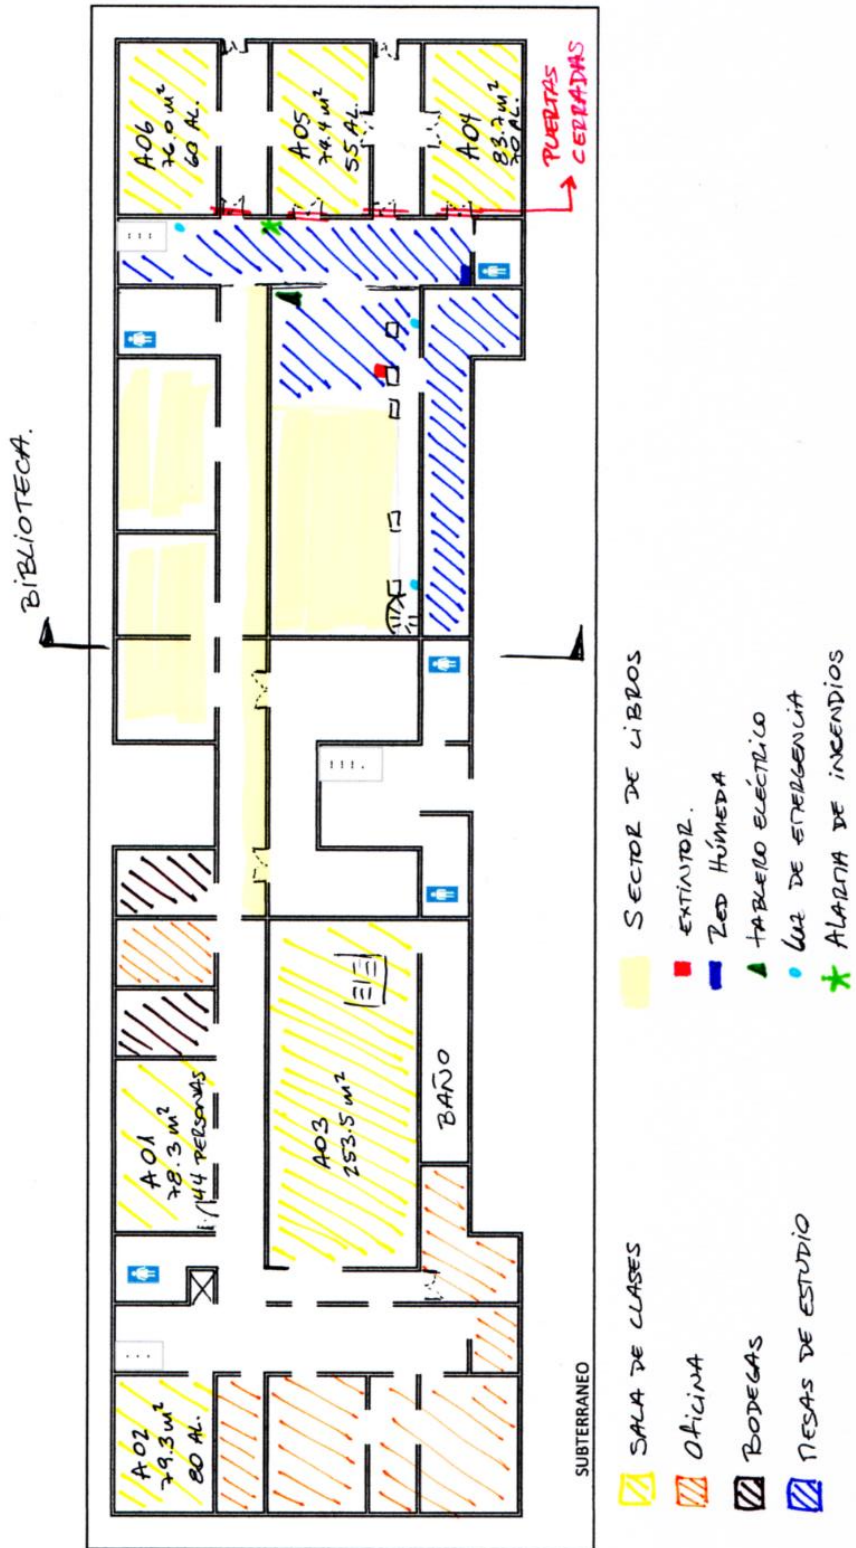 BIBLIOTECA.
A06
76.0 m²
60 AL.
A05
74.4 m²
55 AL.
A04
83.7 m²
70 AL.
PUERTAS
CERRADAS
A01
78.3 m²
44 PERSONAS
A03
253.5 m²
BAÑO
A02
79.3 m²
80 AL.
SUBTERRANEO
SALA DE CLASES
OFICINA
BODEGAS
MESAS DE ESTUDIO
SECTOR DE LIBROS
EXTINTOR.
RED HÚMEDA
TABLERO ELÉCTRICO
LUZ DE EMERGENCIA
ALARMA DE INCENDIOS